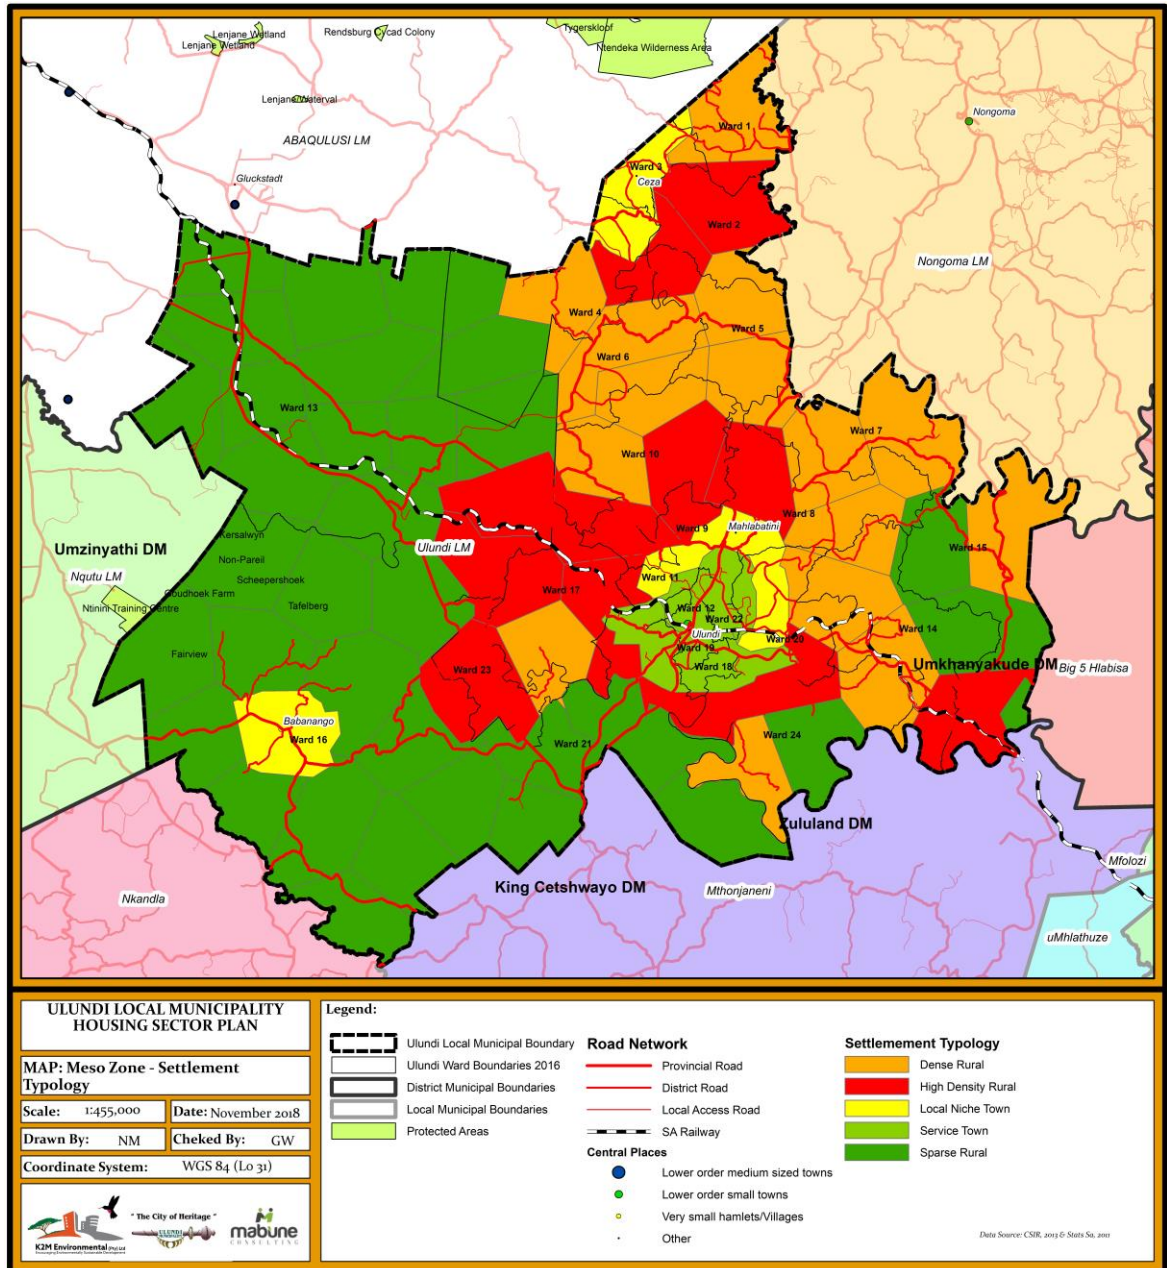 Lenjane Wetland
Lenjane Wetland
Rendsburg Cycad Colony
Tygerskloof
Ntendeka Wilderness Area
Lenjane Waterval
ABAQULUSI LM
Gluckstadt
Nongoma
Ward 1
Ward 3
Ceza
Ward 2
Nongoma LM
Ward 4
Ward 5
Ward 6
Ward 13
Ward 7
Ward 10
Ward 8
Ward 9
Mahlabatini
Kersalwyn
Umzinyathi DM
Ulundi LM
Ward 15
Non-Pareil
Nqutu LM
Scheepershoek
Ward 11
Goudhoek Farm
Ward 17
Ntinini Training Centre
Tafelberg
Ward 12
Ward 22
Ward 14
Ulundi
Ward 20
Ward 19
Fairview
Ward 23
Ward 18
Umkhanyakude DM
Big 5 Hlabisa
Babanango
Ward 16
Ward 21
Ward 24
Zululand DM
Mfolozi
King Cetshwayo DM
Mthonjaneni
Nkandla
uMhlathuze
ULUNDI LOCAL MUNICIPALITY
HOUSING SECTOR PLAN
MAP: Meso Zone - Settlement
Typology
Scale: 1:455,000
Date: November 2018
Drawn By: NM
Cheked By: GW
Coordinate System: WGS 84 (Lo 31)
K2M Environmental (Pty) Ltd
Encouraging Environmentally Sustainable Development
" The City of Heritage "
ULUNDI
mabune
CONSULTING
Legend:
Ulundi Local Municipal Boundary
Ulundi Ward Boundaries 2016
District Municipal Boundaries
Local Municipal Boundaries
Protected Areas
Road Network
Provincial Road
District Road
Local Access Road
SA Railway
Central Places
Lower order medium sized towns
Lower order small towns
Very small hamlets/Villages
Other
Settlemement Typology
Dense Rural
High Density Rural
Local Niche Town
Service Town
Sparse Rural
Data Source: CSIR, 2013 & Stats Sa, 2011